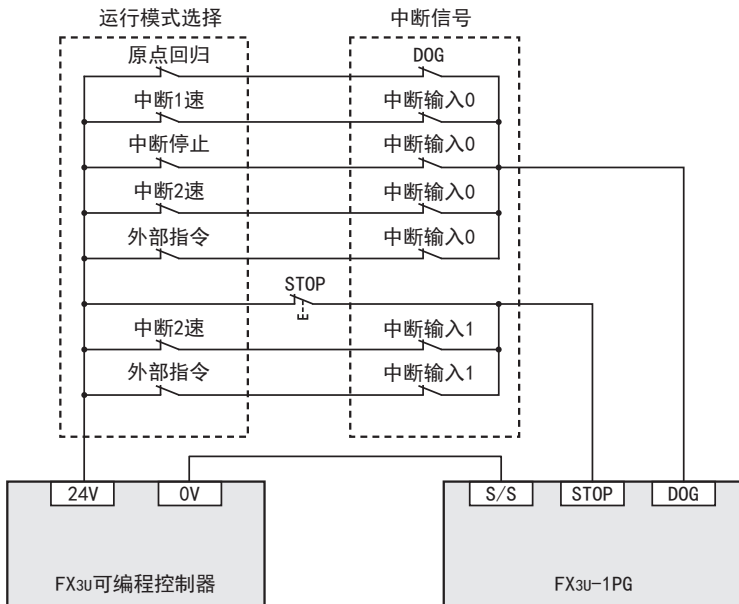 运行模式选择 中断信号
原点回归 DOG
中断1速 中断输入0
中断停止 中断输入0
中断2速 中断输入0
外部指令 中断输入0
STOP
中断2速 中断输入1
外部指令 中断输入1
24V 0V S/S STOP DOG
FX3U可编程控制器 FX3U-1PG